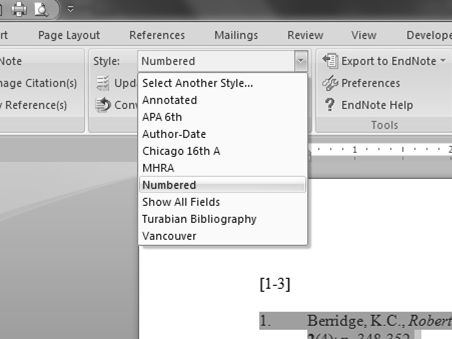 rt Page Layout References Mailings Review View Develope
Note Style: Numbered Export to EndNote
nage Citation(s) Upd Preferences
y Reference(s) Conv EndNote Help
Tools
Select Another Style...
Annotated
APA 6th
Author-Date
Chicago 16th A
MHRA
Numbered
Show All Fields
Turabian Bibliography
Vancouver
1 2
[1-3]
1. Berridge, K.C., Robert
2(4): p. 348-352.